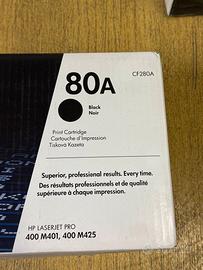 80A
CF280A
Black
Noir
Print Cartridge
Cartouche d'impression
Tisková Kazeta
Superior, professional results. Every time.
Des résultats professionnels et de qualité
supérieure à chaque impression.
HP LASERJET PRO
400 M401, 400 M425